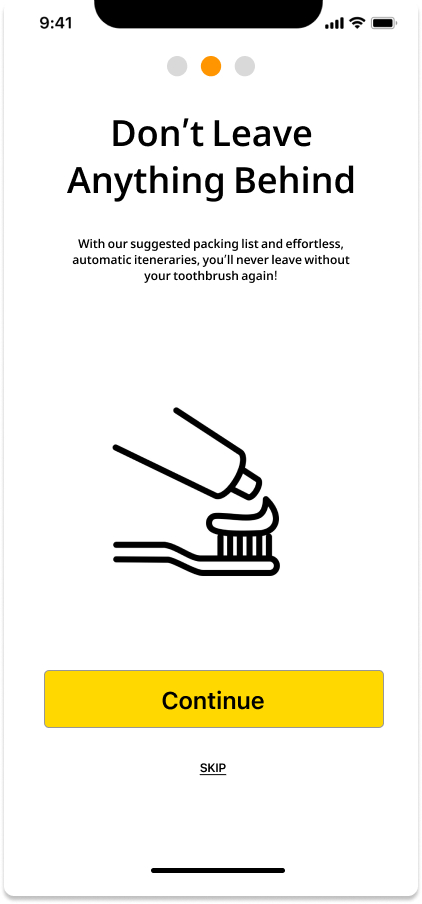 9:41
Don't Leave
Anything Behind
With our suggested packing list and effortless,
automatic iteneraries, you'll never leave without
your toothbrush again!
Continue
SKIP